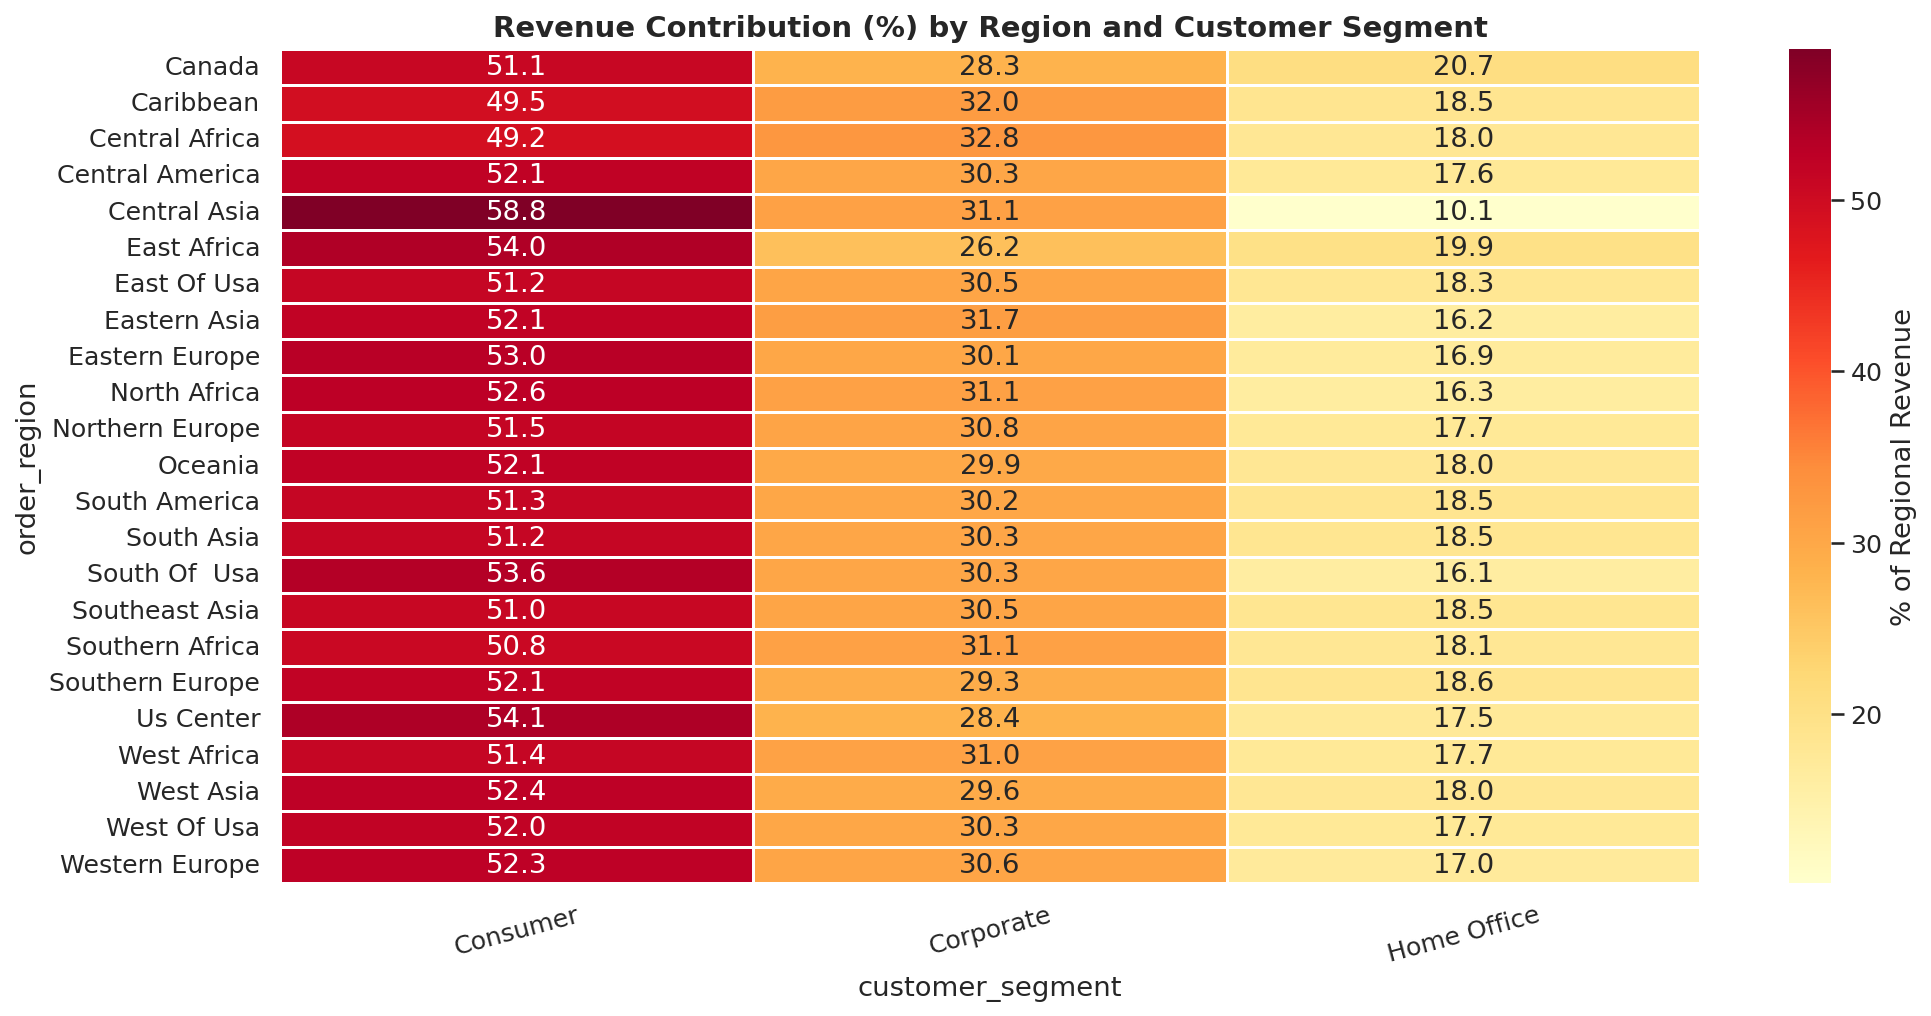 Revenue Contribution (%) by Region and Customer Segment
Canada 51.1 28.3 20.7
Caribbean 49.5 32.0 18.5
Central Africa 49.2 32.8 18.0
Central America 52.1 30.3 17.6
Central Asia 58.8 31.1 10.1
East Africa 54.0 26.2 19.9
East Of Usa 51.2 30.5 18.3
Eastern Asia 52.1 31.7 16.2
Eastern Europe 53.0 30.1 16.9
North Africa 52.6 31.1 16.3
Northern Europe 51.5 30.8 17.7
Oceania 52.1 29.9 18.0
South America 51.3 30.2 18.5
South Asia 51.2 30.3 18.5
South Of  Usa 53.6 30.3 16.1
Southeast Asia 51.0 30.5 18.5
Southern Africa 50.8 31.1 18.1
Southern Europe 52.1 29.3 18.6
Us Center 54.1 28.4 17.5
West Africa 51.4 31.0 17.7
West Asia 52.4 29.6 18.0
West Of Usa 52.0 30.3 17.7
Western Europe 52.3 30.6 17.0
order_region
Consumer Corporate Home Office
customer_segment
50
40
30
20
% of Regional Revenue